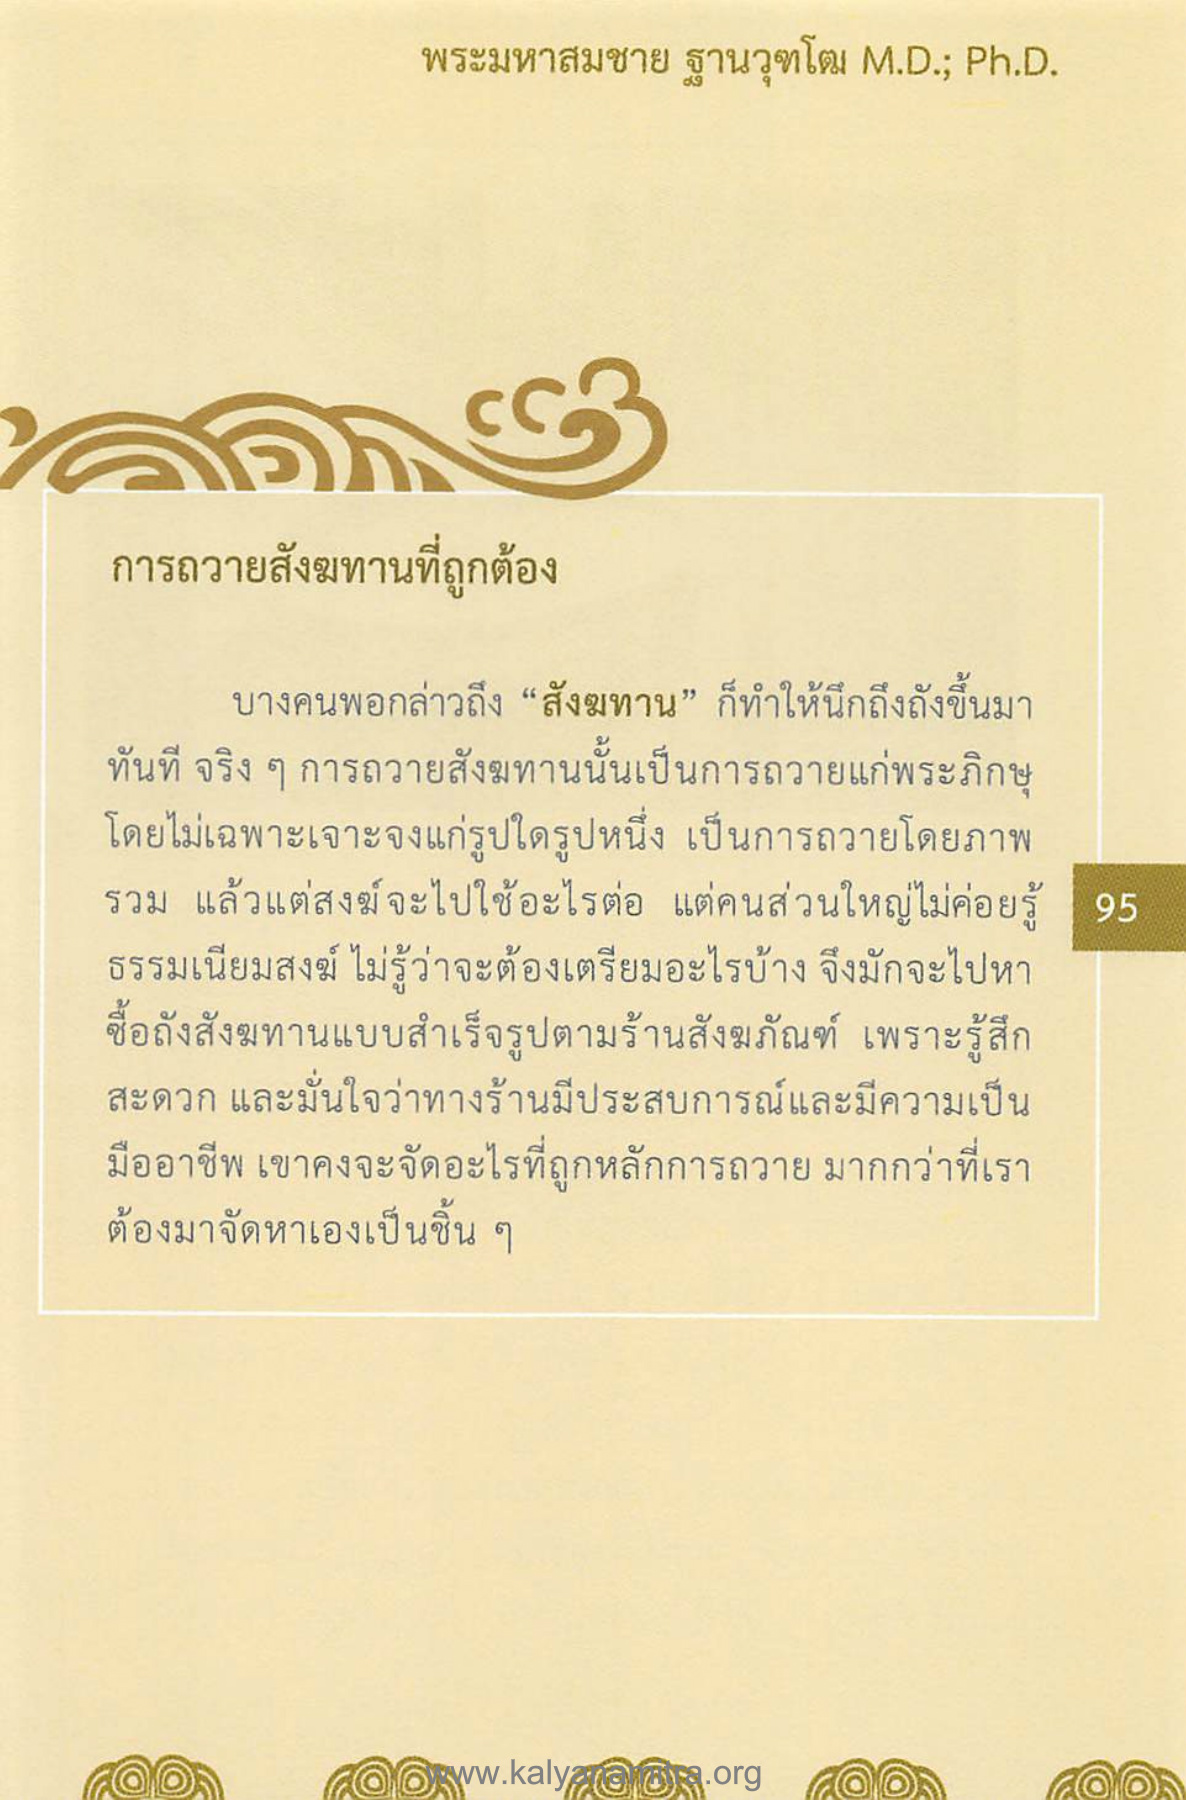 พระมหาสมชาย ฐานวุฑโฒ M.D.; Ph.D.
การถวายสังฆทานที่ถูกต้อง
บางคนพอกล่าวถึง “สังฆทาน” ก็ทำให้นึกถึงถังขึ้นมา
ทันที จริง ๆ การถวายสังฆทานนั้นเป็นการถวายแก่พระภิกษุ
โดยไม่เฉพาะเจาะจงแก่รูปใดรูปหนึ่ง เป็นการถวายโดยภาพ
รวม แล้วแต่สงฆ์จะไปใช้อะไรต่อ แต่คนส่วนใหญ่ไม่ค่อยรู้
95
ธรรมเนียมสงฆ์ ไม่รู้ว่าจะต้องเตรียมอะไรบ้าง จึงมักจะไปหา
ซื้อถังสังฆทานแบบสำเร็จรูปตามร้านสังฆภัณฑ์ เพราะรู้สึก
สะดวก และมั่นใจว่าทางร้านมีประสบการณ์และมีความเป็น
มืออาชีพ เขาคงจะจัดอะไรที่ถูกหลักการถวาย มากกว่าที่เรา
ต้องมาจัดหาเองเป็นชิ้น ๆ
www.kalyanamitra.org